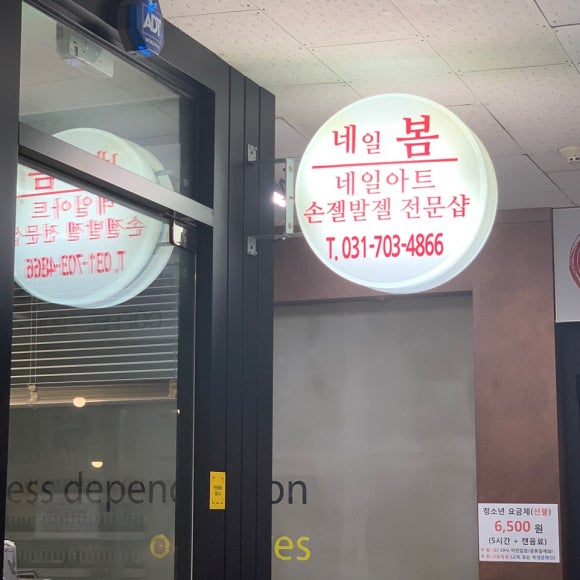 ADT
네일 봄
네일아트
손젤발젤 전문샵
T. 031-703-4866
ess depend on
청소년 요금제(선불)
6,500 원
(5시간 + 캔음료)